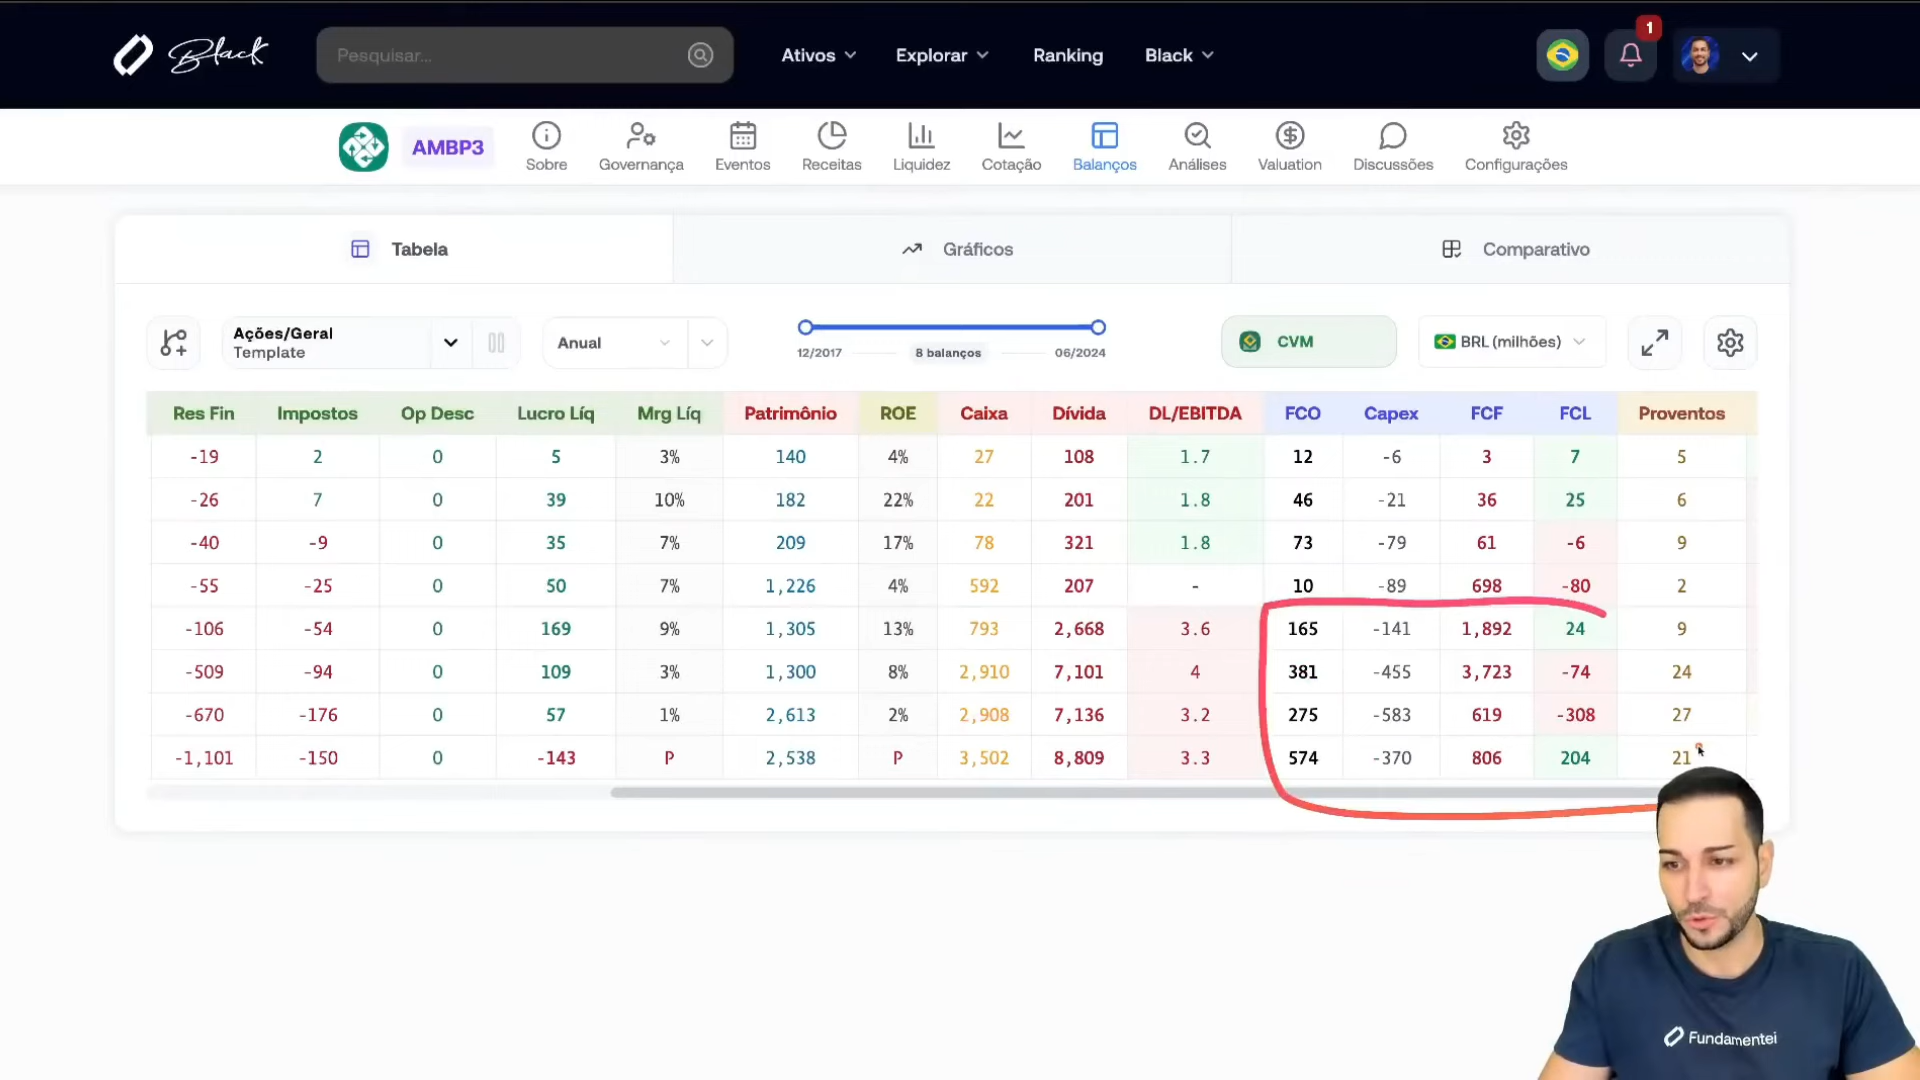 Black
Pesquisar...
Ativos
Explorar
Ranking
Black
1
AMBP3
Sobre
Governança
Eventos
Receitas
Liquidez
Cotação
Balanços
Análises
Valuation
Discussões
Configurações
Tabela
Gráficos
Comparativo
Ações/Geral
Template
Anual
12/2017
8 balanços
06/2024
CVM
BRL (milhões)
Res Fin Impostos Op Desc Lucro Líq Mrg Líq Patrimônio ROE Caixa Dívida DL/EBITDA FCO Capex FCF FCL Proventos
-19 2 0 5 3% 140 4% 27 108 1.7 12 -6 3 7 5
-26 7 0 39 10% 182 22% 22 201 1.8 46 -21 36 25 6
-40 -9 0 35 7% 209 17% 78 321 1.8 73 -79 61 -6 9
-55 -25 0 50 7% 1,226 4% 592 207 - 10 -89 698 -80 2
-106 -54 0 169 9% 1,305 13% 793 2,668 3.6 165 -141 1,892 24 9
-509 -94 0 109 3% 1,300 8% 2,910 7,101 4 381 -455 3,723 -74 24
-670 -176 0 57 1% 2,613 2% 2,908 7,136 3.2 275 -583 619 -308 27
-1,101 -150 0 -143 P 2,538 P 3,502 8,809 3.3 574 -370 806 204 21
Fundamentei